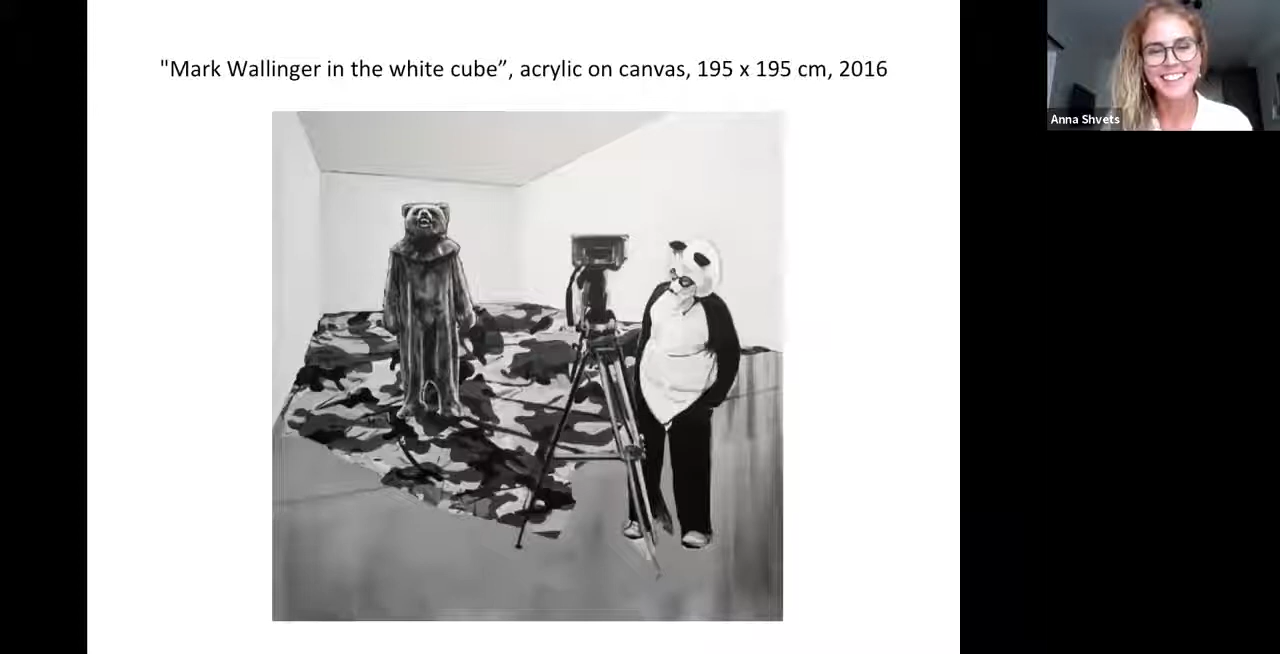 "Mark Wallinger in the white cube”, acrylic on canvas, 195 x 195 cm, 2016
Anna Shvets